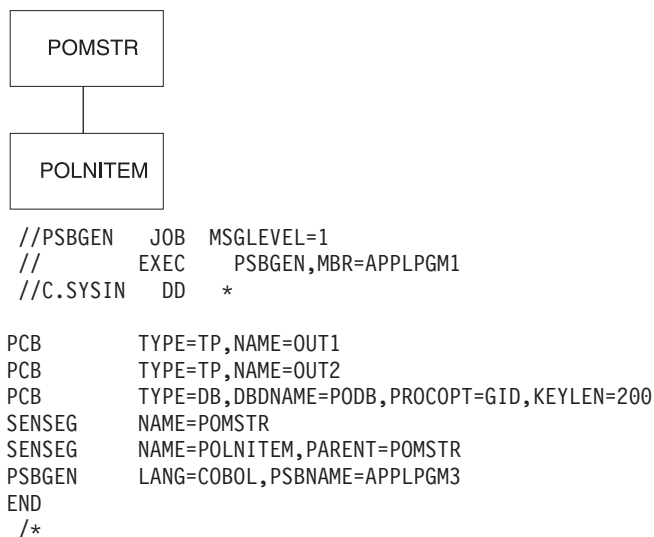 POMSTR
POLNITEM
//PSBGEN   JOB  MSGLEVEL=1
//         EXEC   PSBGEN,MBR=APPLPGM1
//C.SYSIN   DD   *
PCB        TYPE=TP,NAME=OUT1
PCB        TYPE=TP,NAME=OUT2
PCB        TYPE=DB,DBDNAME=PODB,PROCOPT=GID,KEYLEN=200
SENSEG     NAME=POMSTR
SENSEG     NAME=POLNITEM,PARENT=POMSTR
PSBGEN     LANG=COBOL,PSBNAME=APPLPGM3
END
/*